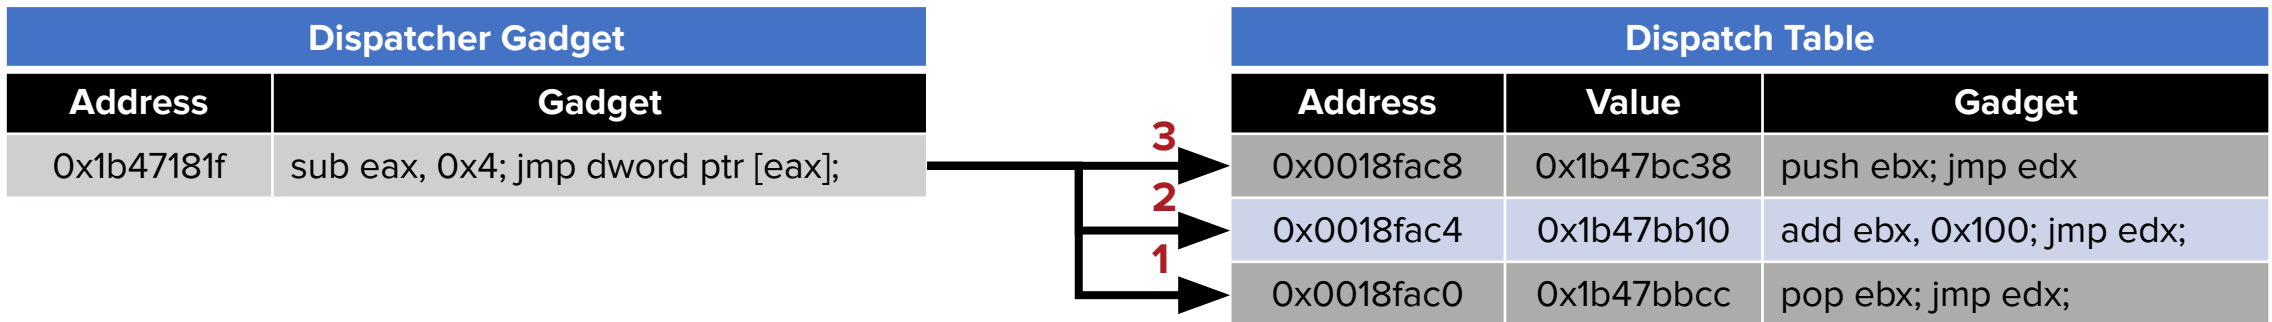 Dispatcher Gadget
Address Gadget
0x1b47181f sub eax, 0x4; jmp dword ptr [eax];
3
2
1
Dispatch Table
Address Value Gadget
0x0018fac8 0x1b47bc38 push ebx; jmp edx
0x0018fac4 0x1b47bb10 add ebx, 0x100; jmp edx;
0x0018fac0 0x1b47bbcc pop ebx; jmp edx;